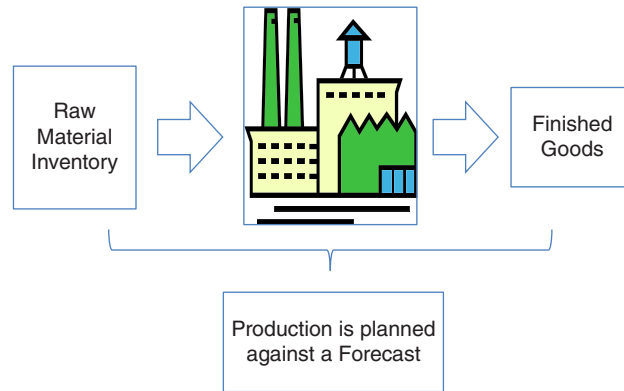 Raw
Material
Inventory
Finished
Goods
Production is planned
against a Forecast